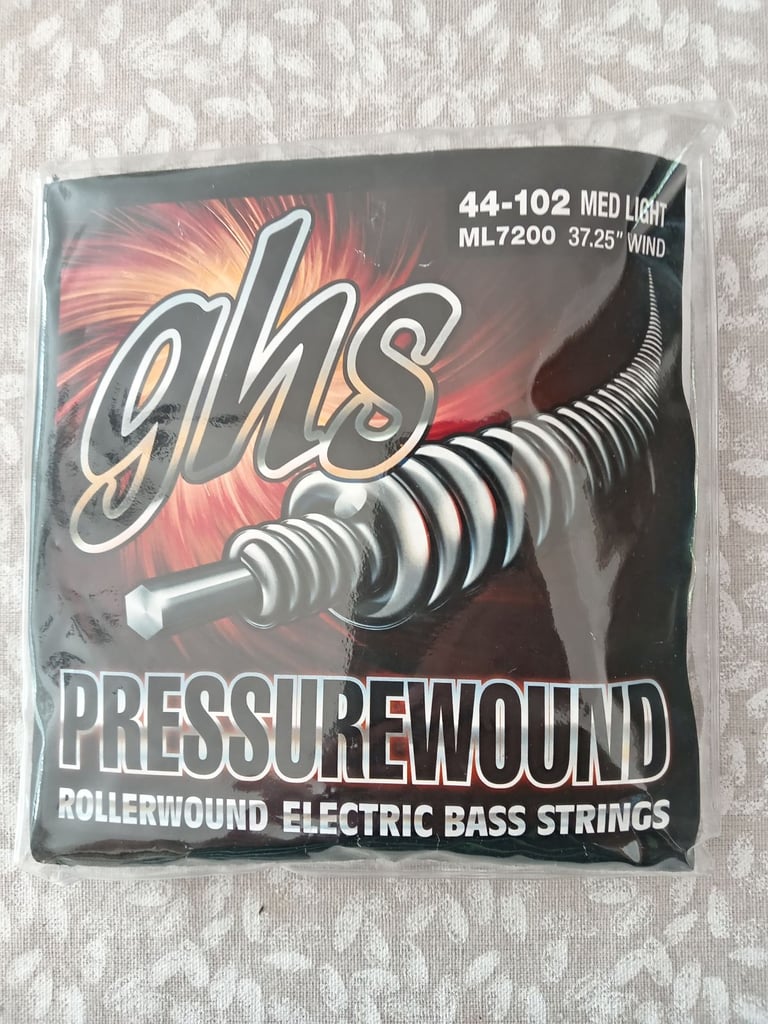 44-102 MED LIGHT
ML7200 37.25" WIND
ghs
PRESSUREWOUND
ROLLERWOUND ELECTRIC BASS STRINGS